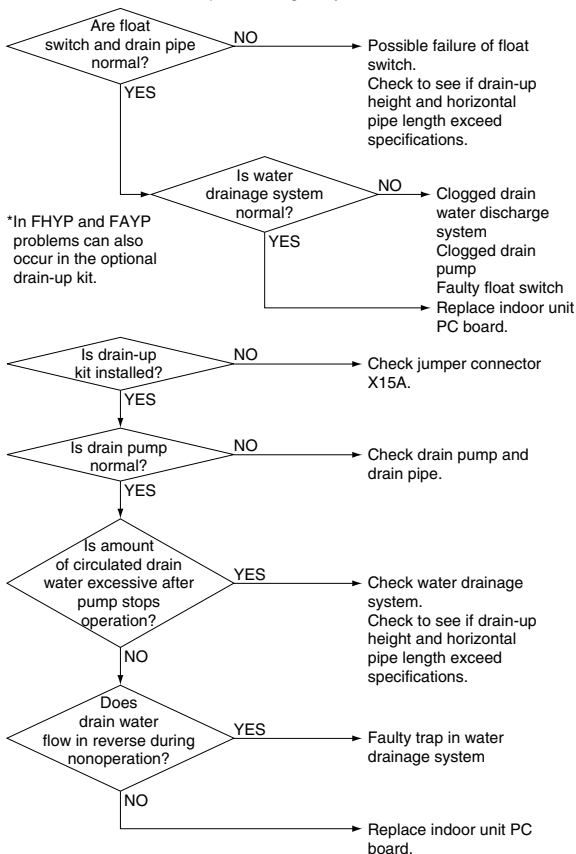 Are float
switch and drain pipe
normal?
NO
Possible failure of float
switch.
Check to see if drain-up
height and horizontal
pipe length exceed
specifications.
YES
Is water
drainage system
normal?
NO
Clogged drain
water discharge
system
Clogged drain
pump
Faulty float switch
YES
Replace indoor unit
PC board.
*In FHYP and FAYP
problems can also
occur in the optional
drain-up kit.
Is drain-up
kit installed?
NO
Check jumper connector
X15A.
YES
Is drain pump
normal?
NO
Check drain pump and
drain pipe.
YES
Is amount
of circulated drain
water excessive after
pump stops
operation?
YES
Check water drainage
system.
Check to see if drain-up
height and horizontal
pipe length exceed
specifications.
NO
Does
drain water
flow in reverse during
nonoperation?
YES
Faulty trap in water
drainage system
NO
Replace indoor unit PC
board.